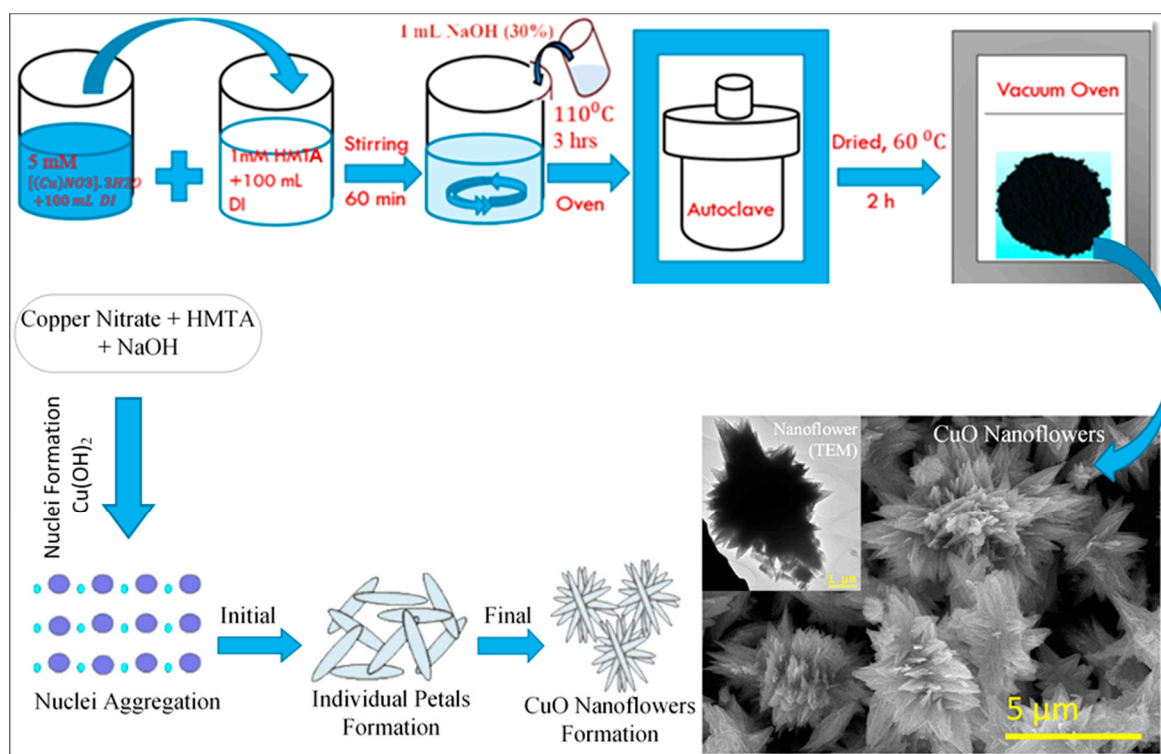 5 mM
[(Cu)NO3].3H2O
+100 mL DI
1mM HMTA
+100 mL
DI
Stirring
60 min
1 mL NaOH (30%)
110⁰C
3 hrs
Oven
Autoclave
Dried, 60 ⁰C
2 h
Vacuum Oven
Copper Nitrate + HMTA
+ NaOH
Nuclei Formation
Cu(OH)₂
Nuclei Aggregation
Initial
Individual Petals
Formation
Final
CuO Nanoflowers
Formation
Nanoflower
(TEM)
1 μm
CuO Nanoflowers
5 μm